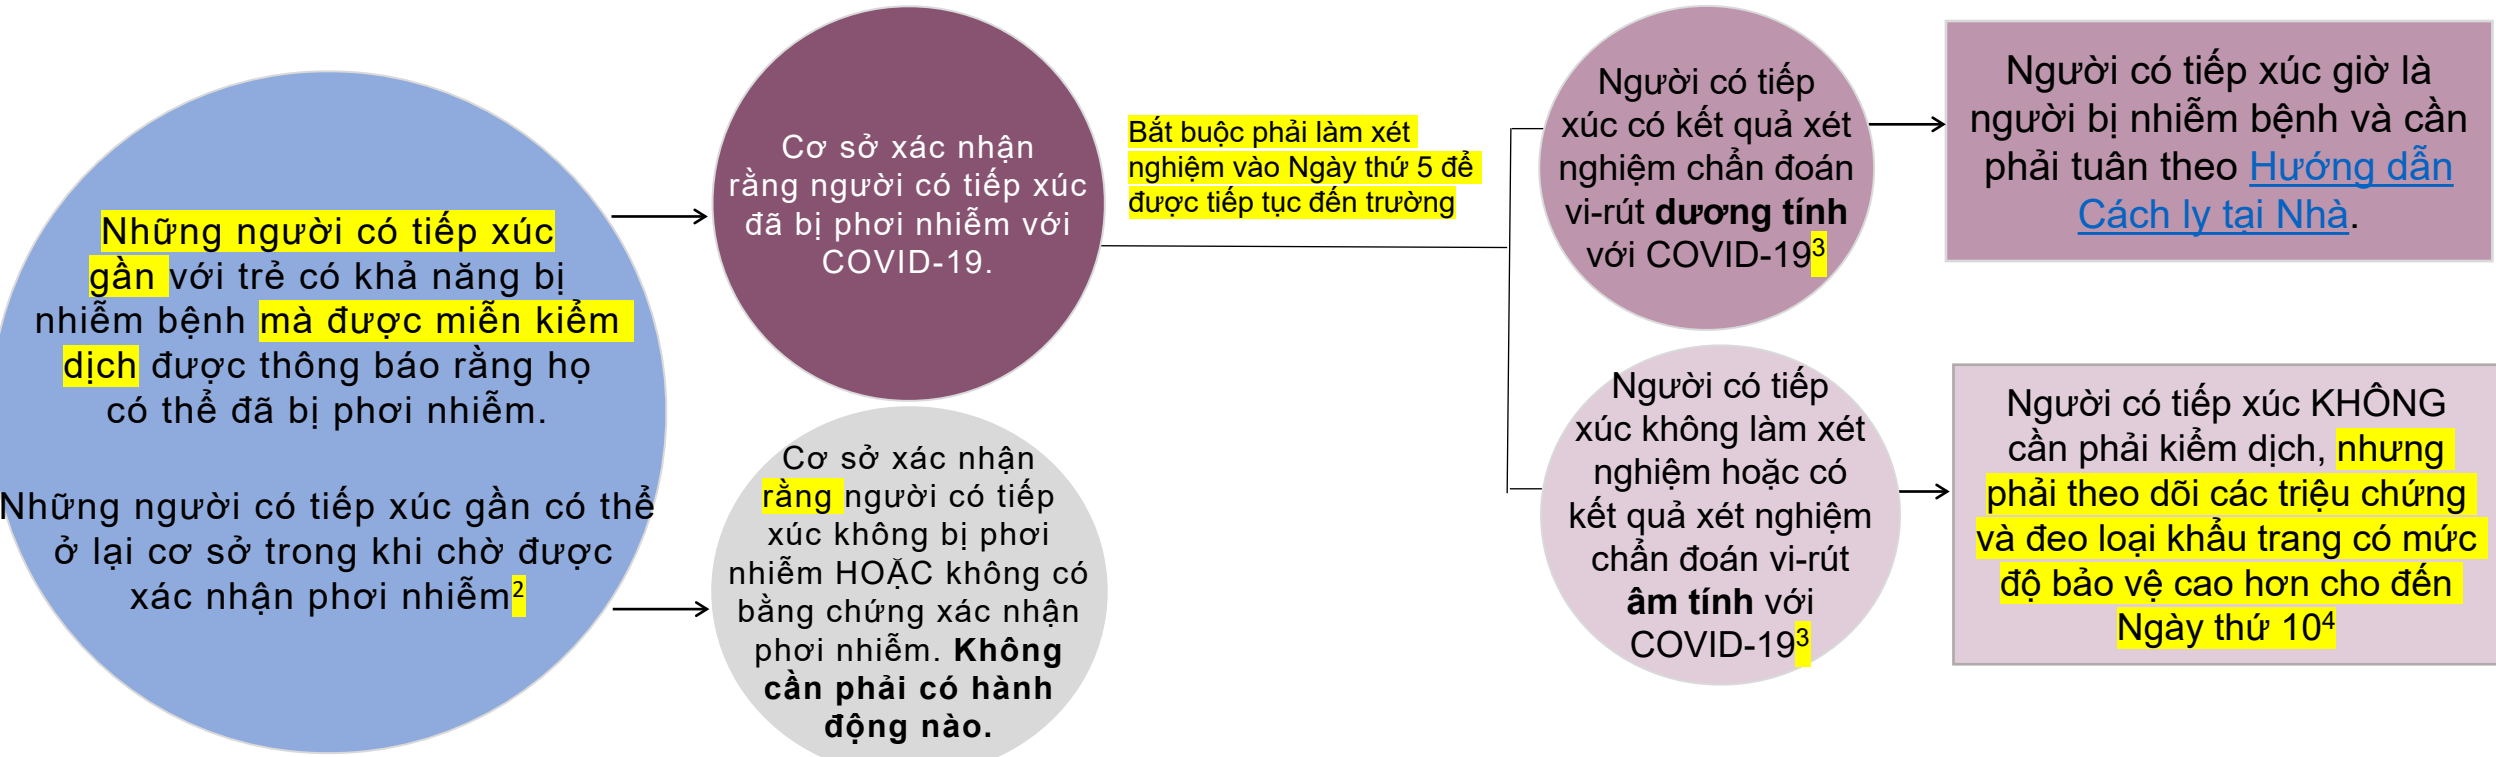 Những người có tiếp xúc
gần với trẻ có khả năng bị
nhiễm bệnh mà được miễn kiểm
dịch được thông báo rằng họ
có thể đã bị phơi nhiễm.
Những người có tiếp xúc gần có thể
ở lại cơ sở trong khi chờ được
xác nhận phơi nhiễm2
Cơ sở xác nhận
rằng người có tiếp xúc
đã bị phơi nhiễm với
COVID-19.
Cơ sở xác nhận
rằng người có tiếp
xúc không bị phơi
nhiễm HOẶC không có
bằng chứng xác nhận
phơi nhiễm. Không
cần phải có hành
động nào.
Bắt buộc phải làm xét
nghiệm vào Ngày thứ 5 để
được tiếp tục đến trường
Người có tiếp
xúc có kết quả xét
nghiệm chẩn đoán
vi-rút dương tính
với COVID-193
Người có tiếp xúc giờ là
người bị nhiễm bệnh và cần
phải tuân theo Hướng dẫn
Cách ly tại Nhà.
Người có tiếp
xúc không làm xét
nghiệm hoặc có
kết quả xét nghiệm
chẩn đoán vi-rút
âm tính với
COVID-193
Người có tiếp xúc KHÔNG
cần phải kiểm dịch, nhưng
phải theo dõi các triệu chứng
và đeo loại khẩu trang có mức
độ bảo vệ cao hơn cho đến
Ngày thứ 104